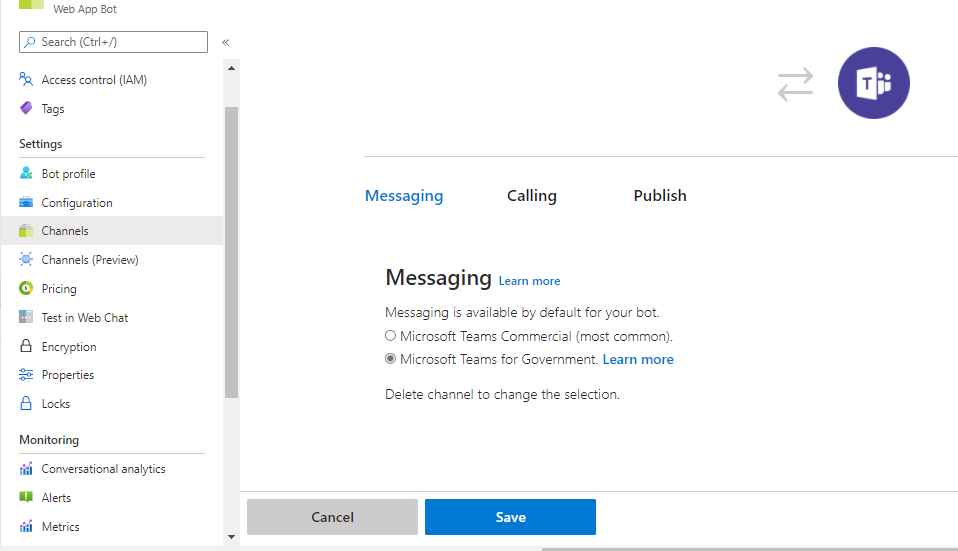 Web App Bot
Search (Ctrl+/)
«
Access control (IAM)
Tags
Settings
Bot profile
Configuration
Channels
Channels (Preview)
Pricing
Test in Web Chat
Encryption
Properties
Locks
Monitoring
Conversational analytics
Alerts
Metrics
T
Messaging Calling Publish
Messaging Learn more
Messaging is available by default for your bot.
Microsoft Teams Commercial (most common).
Microsoft Teams for Government. Learn more
Delete channel to change the selection.
Cancel Save